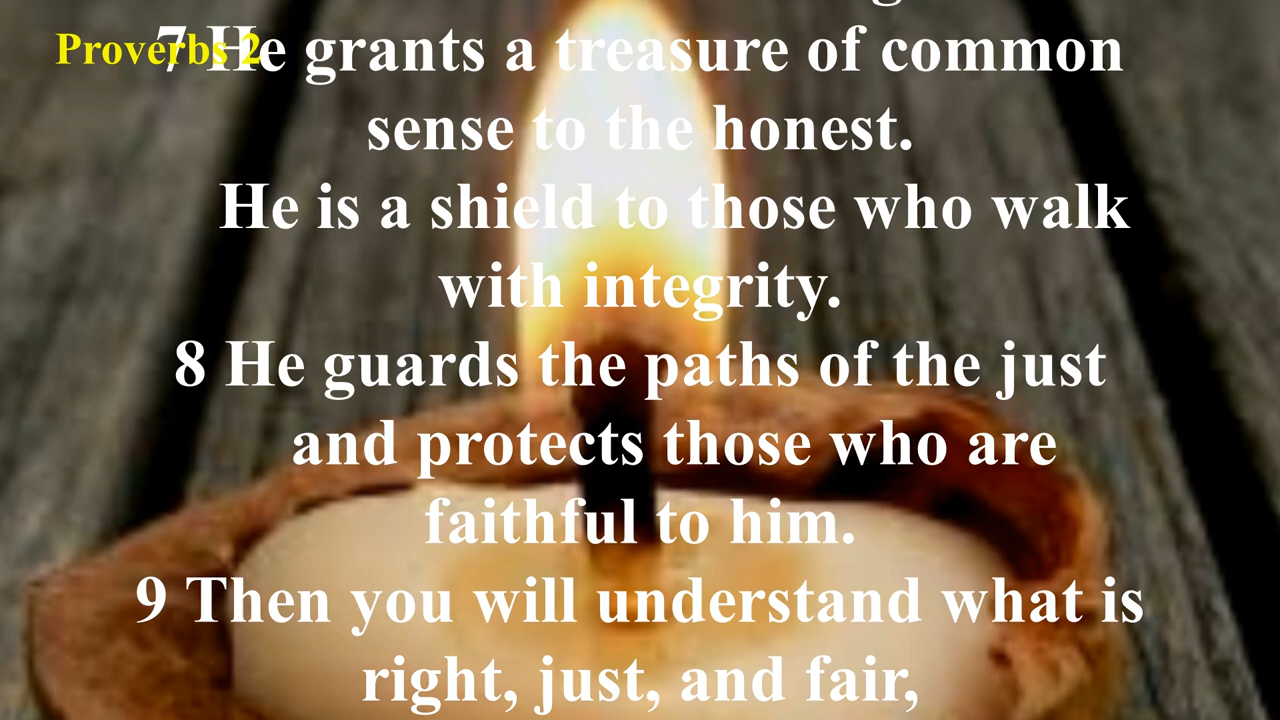 Proverbs 2
7 He grants a treasure of common
sense to the honest.
He is a shield to those who walk
with integrity.
8 He guards the paths of the just
and protects those who are
faithful to him.
9 Then you will understand what is
right, just, and fair,